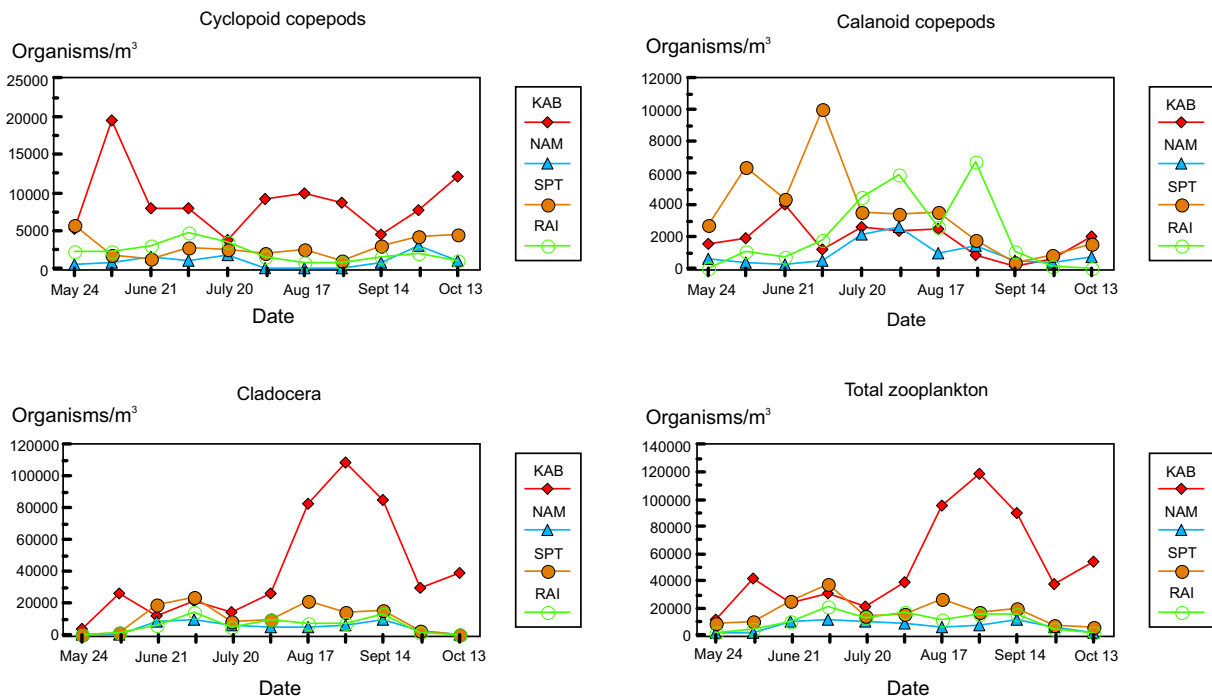 Cyclopoid copepods
Organisms/m³
25000
20000
15000
10000
5000
0
May 24 June 21 July 20 Aug 17 Sept 14 Oct 13
Date
KAB
NAM
SPT
RAI
Calanoid copepods
Organisms/m³
12000
10000
8000
6000
4000
2000
0
May 24 June 21 July 20 Aug 17 Sept 14 Oct 13
Date
KAB
NAM
SPT
RAI
Cladocera
Organisms/m³
120000
100000
80000
60000
40000
20000
0
May 24 June 21 July 20 Aug 17 Sept 14 Oct 13
Date
KAB
NAM
SPT
RAI
Total zooplankton
Organisms/m³
140000
120000
100000
80000
60000
40000
20000
0
May 24 June 21 July 20 Aug 17 Sept 14 Oct 13
Date
KAB
NAM
SPT
RAI